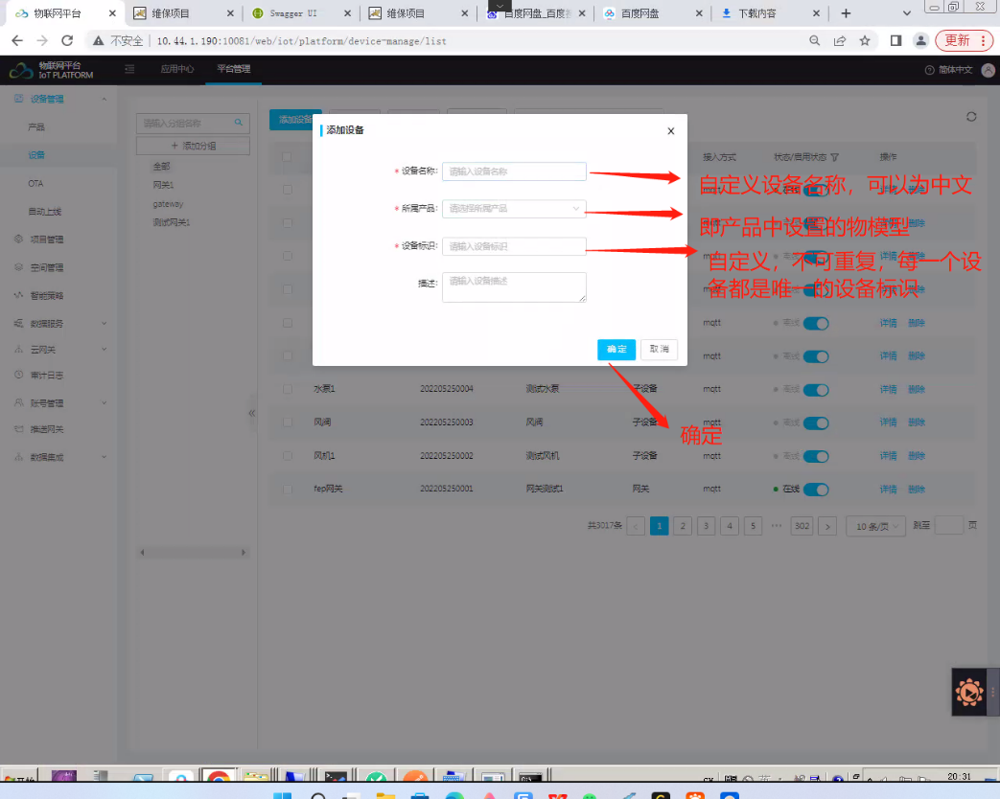 物联网平台
维保项目
Swagger UI
维保项目
百度网盘_百度
百度网盘
下载内容
不安全 | 10.44.1.190:10081/web/iot/platform/device-manage/list
更新
物联网平台
IoT PLATFORM
应用中心
平台管理
简体中文
设备管理
产品
设备
OTA
自动上线
项目管理
空间管理
智能策略
数据服务
云网关
审计日志
账号管理
推送网关
数据集成
请输入分组名称
+ 添加分组
全部
网关1
gateway
测试网关1
添加设备
接入方式 状态/启用状态 操作
添加设备
* 设备名称: 请输入设备名称
* 所属产品: 请选择所属产品
* 设备标识: 请输入设备标识
描述: 请输入设备描述
确定 取消
自定义设备名称，可以为中文
即产品中设置的物模型
自定义，不可重复，每一个设
备都是唯一的设备标识
确定
mqtt 在线 详情 删除
mqtt 离线 详情 删除
mqtt 离线 详情 删除
水泵1 202205250004 测试水泵 子设备 mqtt 离线 详情 删除
风阀 202205250003 风阀 子设备 mqtt 离线 详情 删除
风机1 202205250002 测试风机 子设备 mqtt 离线 详情 删除
fep网关 202205250001 网关测试1 网关 mqtt 在线 详情 删除
共3017条 < 1 2 3 4 5 ··· 302 > 10 条/页 跳至 页
开始
20:31